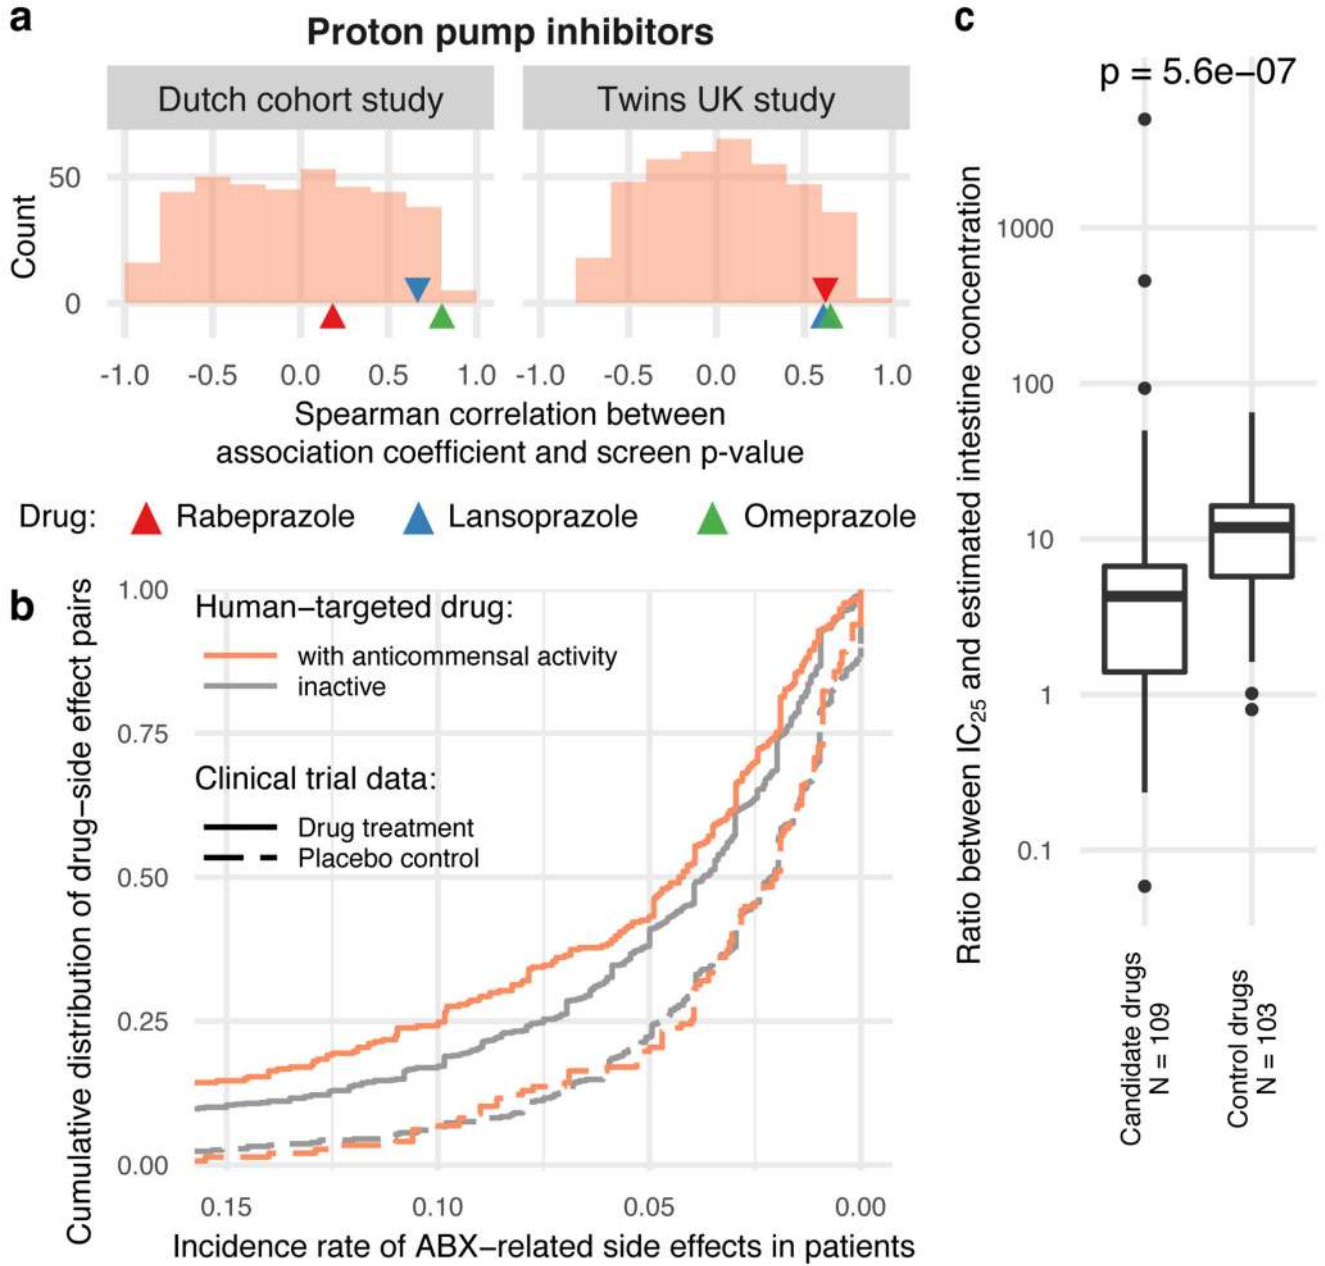 a
Proton pump inhibitors
Dutch cohort study
Twins UK study
Count
50
0
-1.0 -0.5 0.0 0.5 1.0
-1.0 -0.5 0.0 0.5 1.0
Spearman correlation between
association coefficient and screen p-value
Drug:
Rabeprazole
Lansoprazole
Omeprazole
b
Cumulative distribution of drug−side effect pairs
1.00
0.75
0.50
0.25
0.00
Human−targeted drug:
with anticommensal activity
inactive
Clinical trial data:
Drug treatment
Placebo control
0.15 0.10 0.05 0.00
Incidence rate of ABX−related side effects in patients
c
p = 5.6e−07
Ratio between IC25 and estimated intestine concentration
1000
100
10
1
0.1
Candidate drugs
N = 109
Control drugs
N = 103